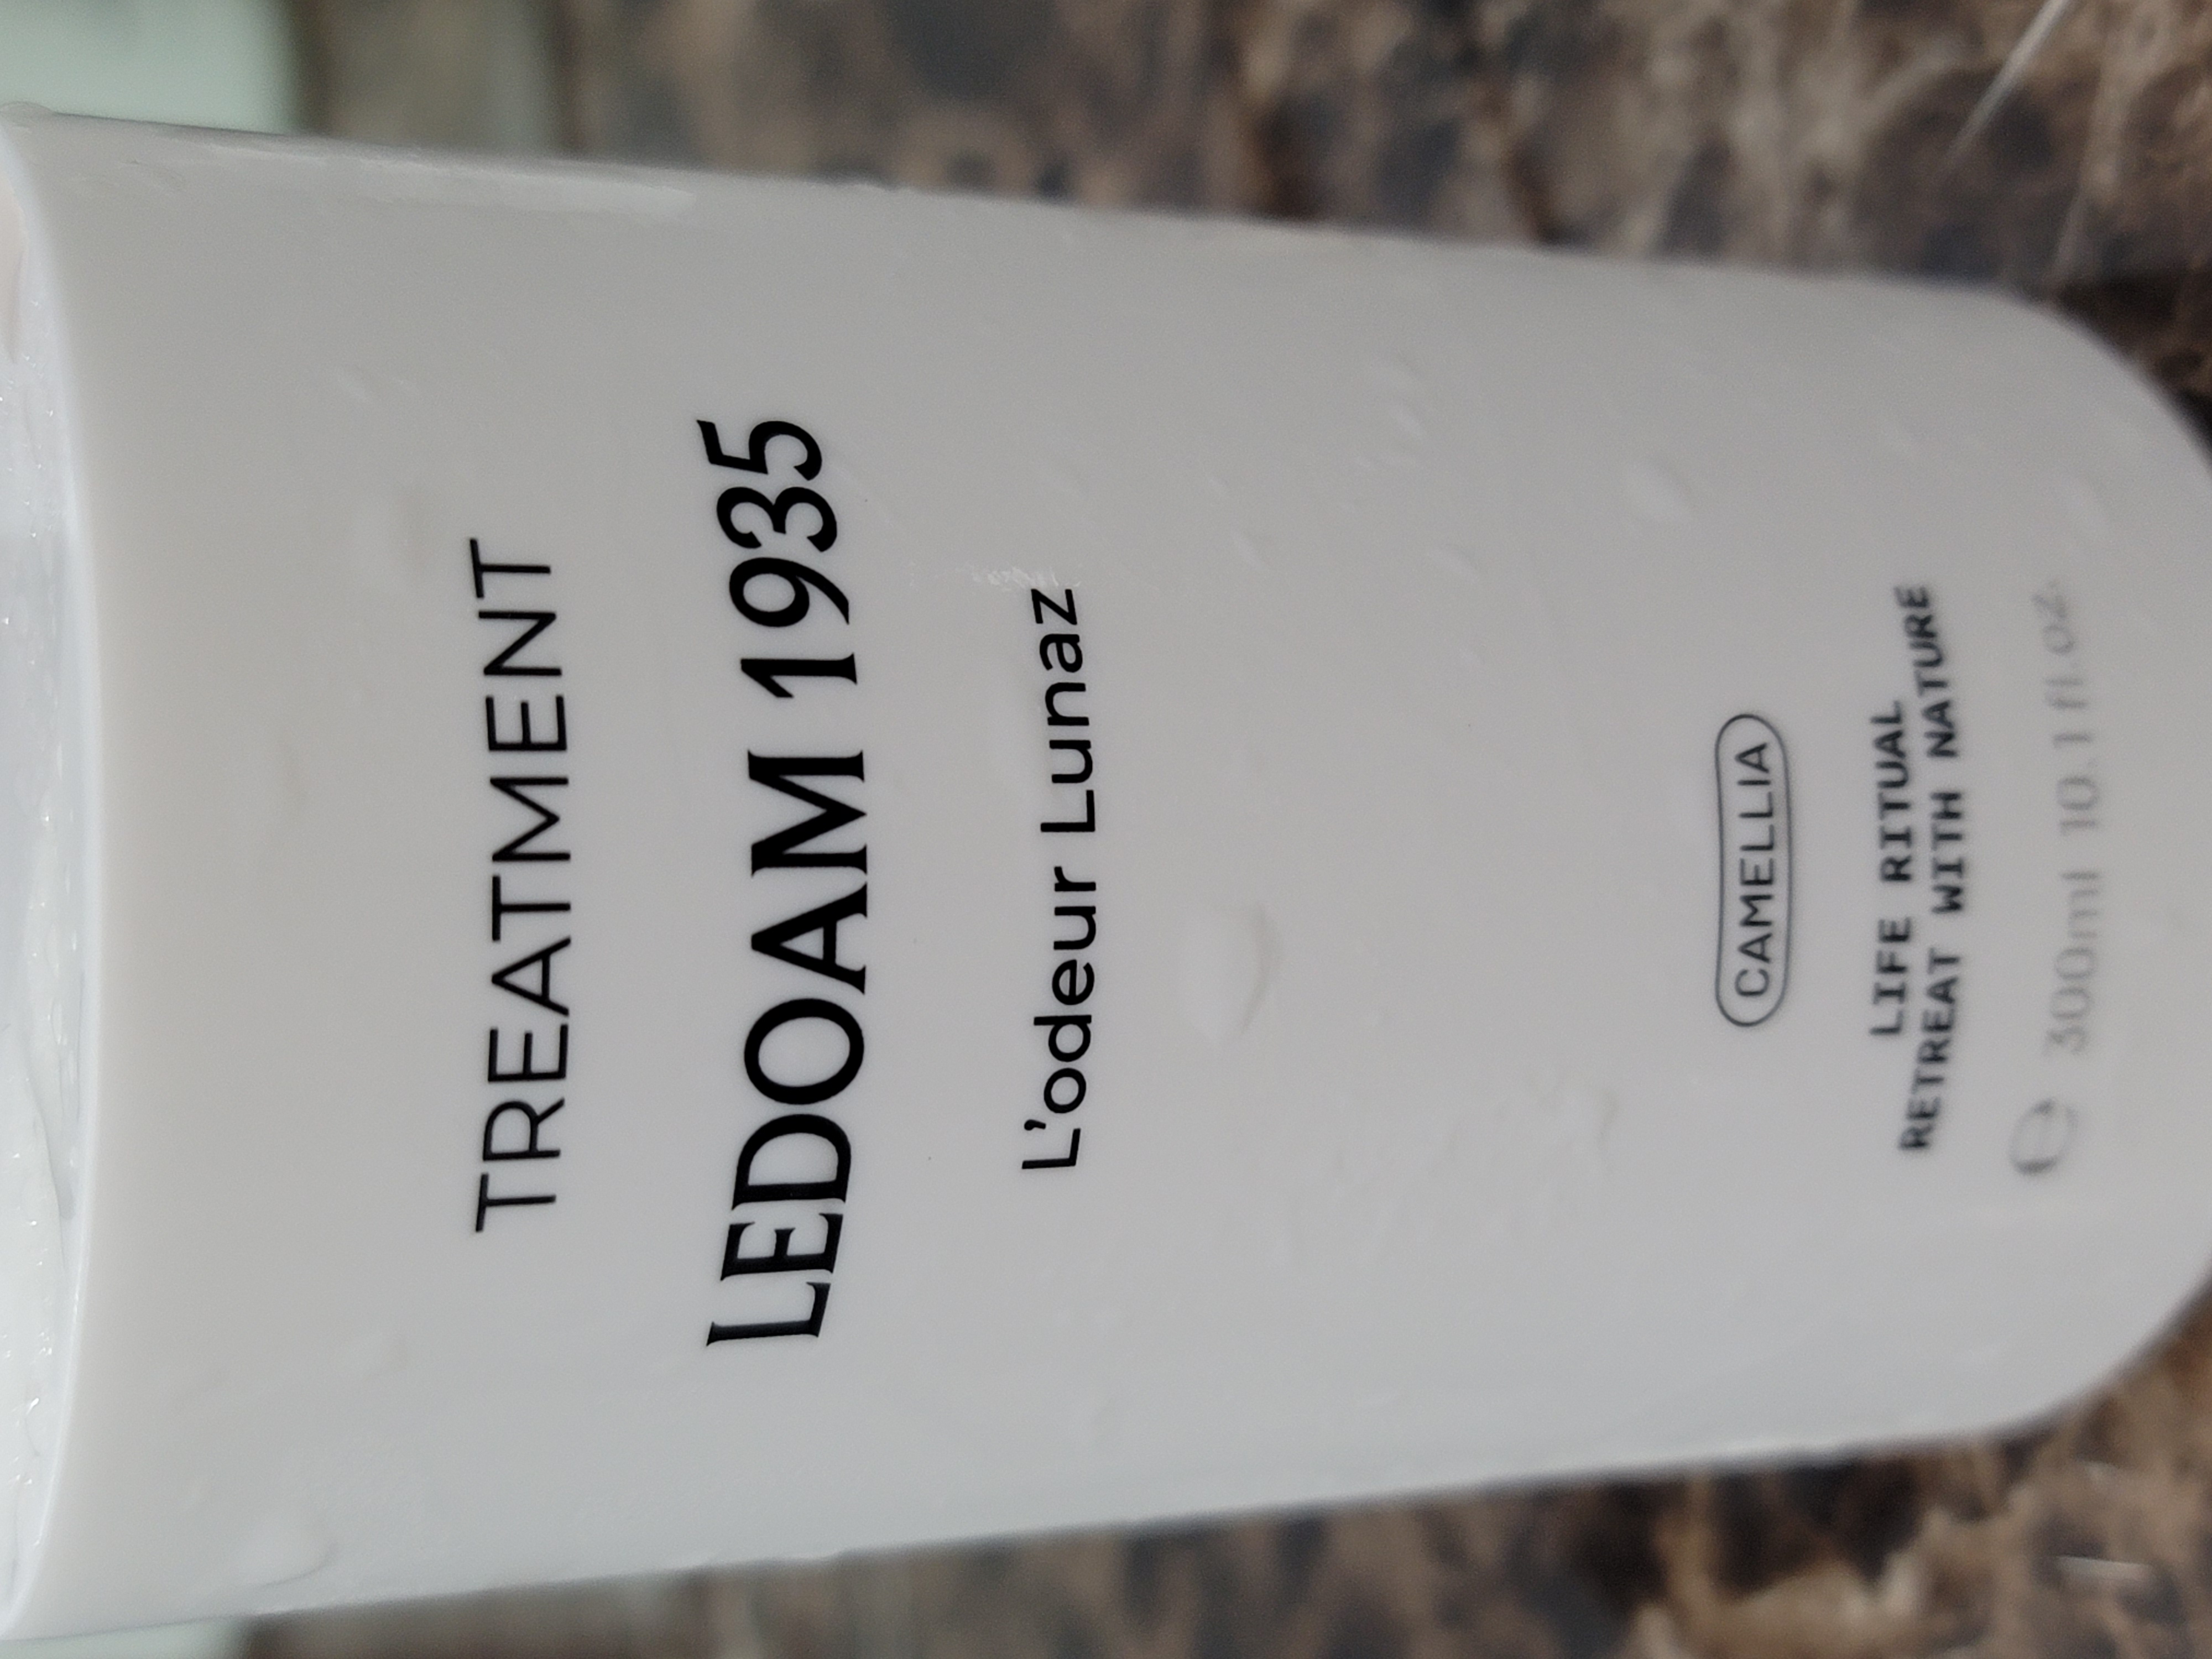 TREATMENT
LEDOAM 1935
L'odeur Lunaz
CAMELLIA
LIFE RITUAL
RETREAT WITH NATURE
℮ 300ml 10.1 fl.oz.